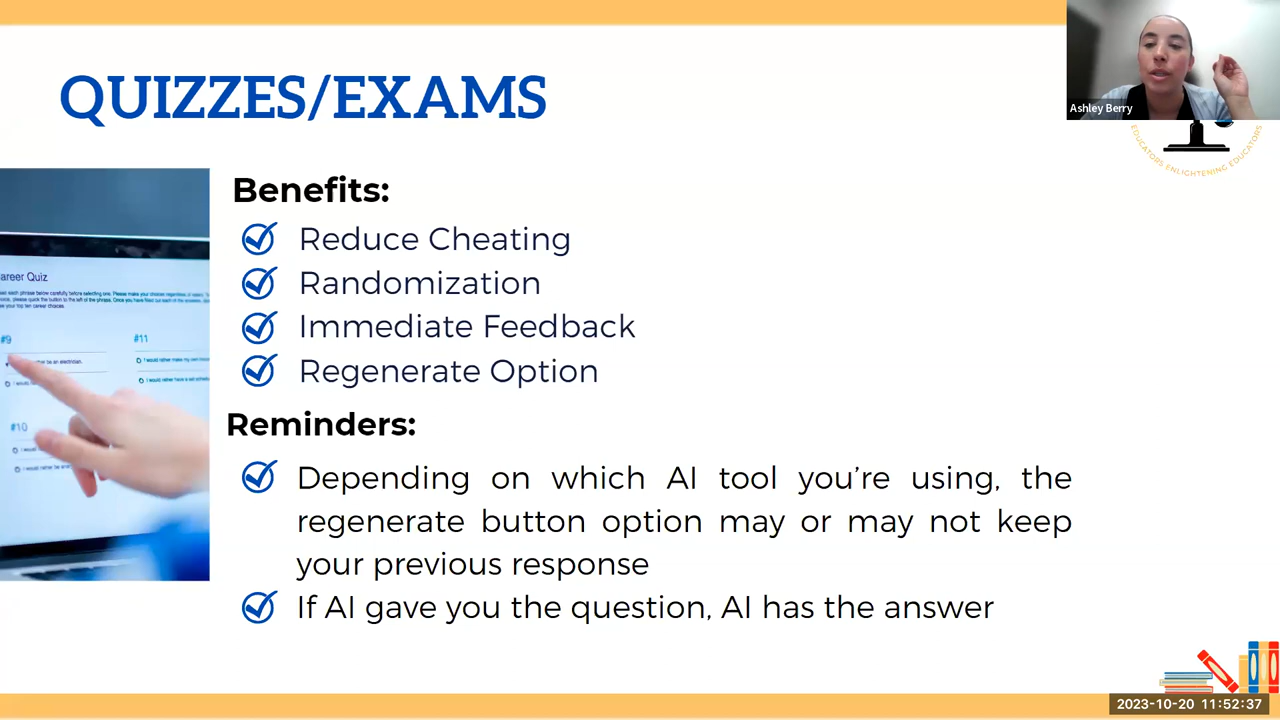 Ashley Berry
EDUCATORS ENLIGHTENING EDUCATORS
QUIZZES/EXAMS
Benefits:
Reduce Cheating
Randomization
Immediate Feedback
Regenerate Option
Reminders:
Depending on which AI tool you're using, the
regenerate button option may or may not keep
your previous response
If AI gave you the question, AI has the answer
areer Quiz
#9
#11
#10
2023-10-20 11:52:37